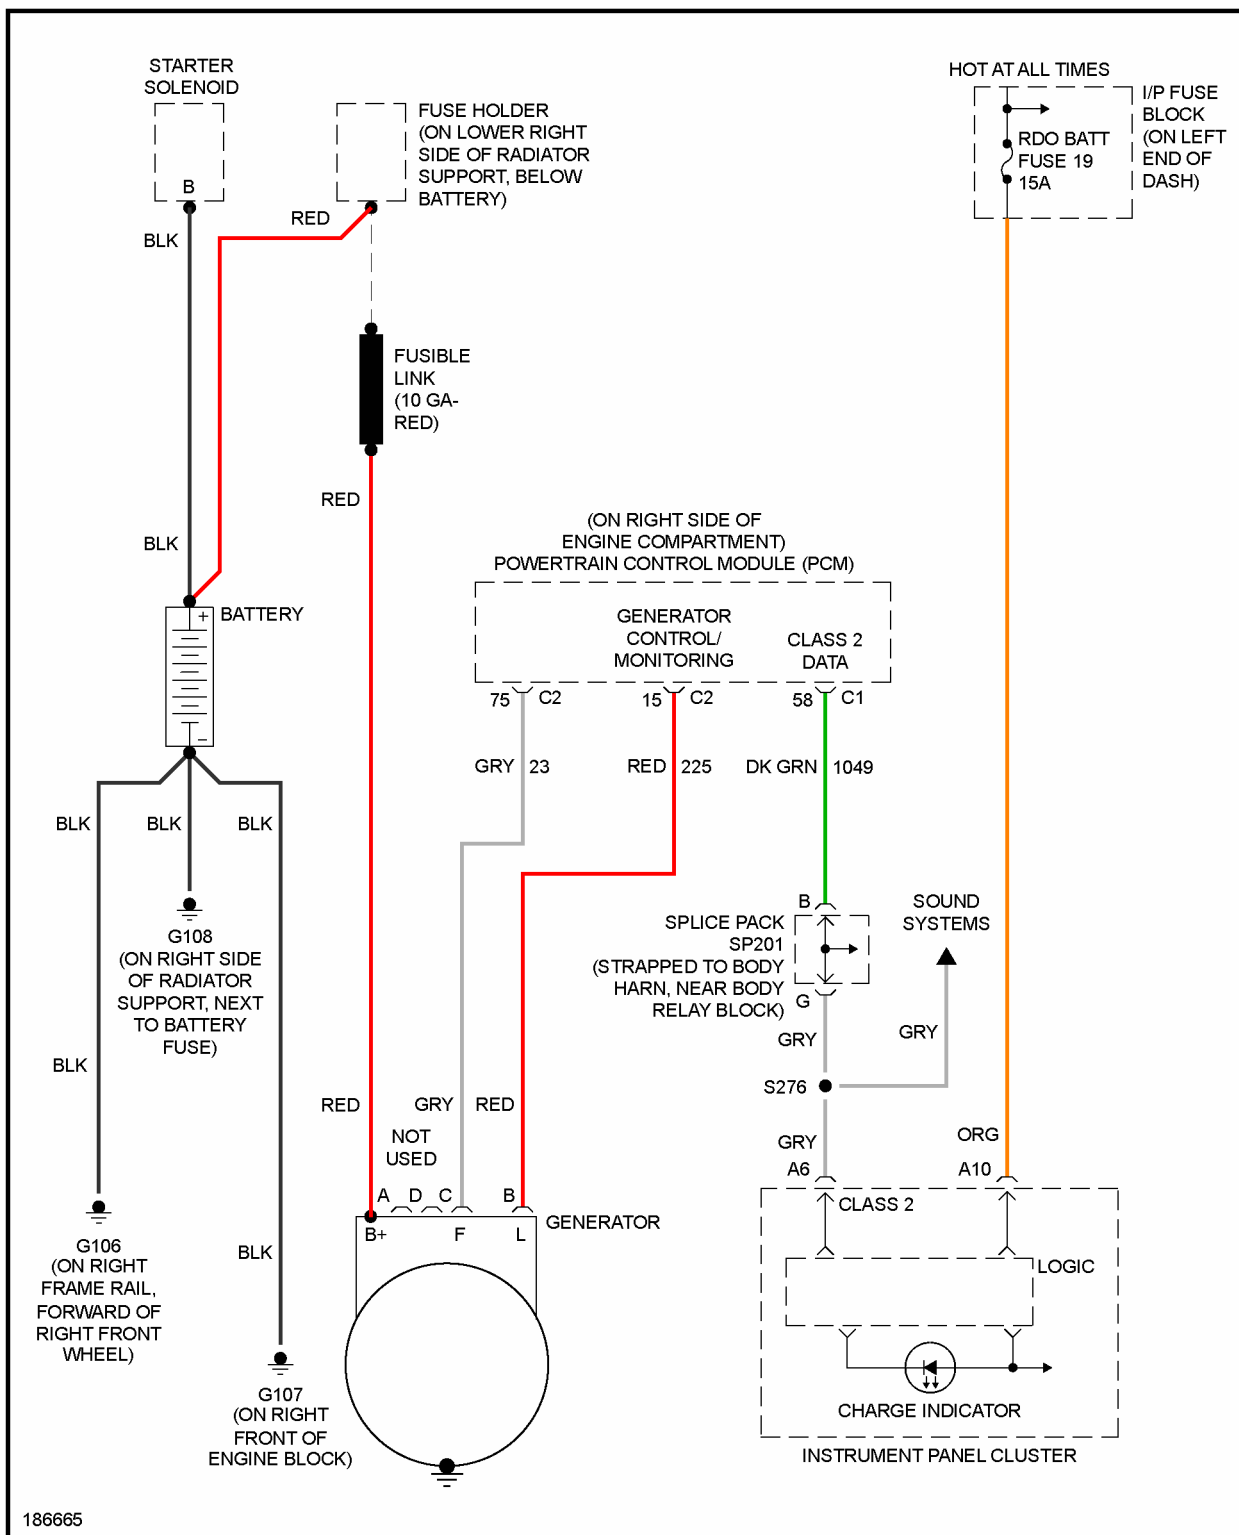 STARTER
SOLENOID
B
BLK
RED
FUSE HOLDER
(ON LOWER RIGHT
SIDE OF RADIATOR
SUPPORT, BELOW
BATTERY)
HOT AT ALL TIMES
RDO BATT
FUSE 19
15A
I/P FUSE
BLOCK
(ON LEFT
END OF
DASH)
FUSIBLE
LINK
(10 GA-
RED)
RED
BLK
+
BATTERY
–
(ON RIGHT SIDE OF
ENGINE COMPARTMENT)
POWERTRAIN CONTROL MODULE (PCM)
GENERATOR
CONTROL/
MONITORING
CLASS 2
DATA
75 C2
15 C2
58 C1
GRY 23
RED 225
DK GRN 1049
BLK
BLK
BLK
G108
(ON RIGHT SIDE
OF RADIATOR
SUPPORT, NEXT
TO BATTERY
FUSE)
B
SPLICE PACK
SP201
(STRAPPED TO BODY
HARN, NEAR BODY
RELAY BLOCK)
G
SOUND
SYSTEMS
GRY
GRY
BLK
S276
RED
GRY
RED
NOT
USED
GRY
ORG
A6
A10
A D C B
B+ F L
GENERATOR
CLASS 2
LOGIC
G106
(ON RIGHT
FRAME RAIL,
FORWARD OF
RIGHT FRONT
WHEEL)
BLK
G107
(ON RIGHT
FRONT OF
ENGINE BLOCK)
CHARGE INDICATOR
INSTRUMENT PANEL CLUSTER
186665